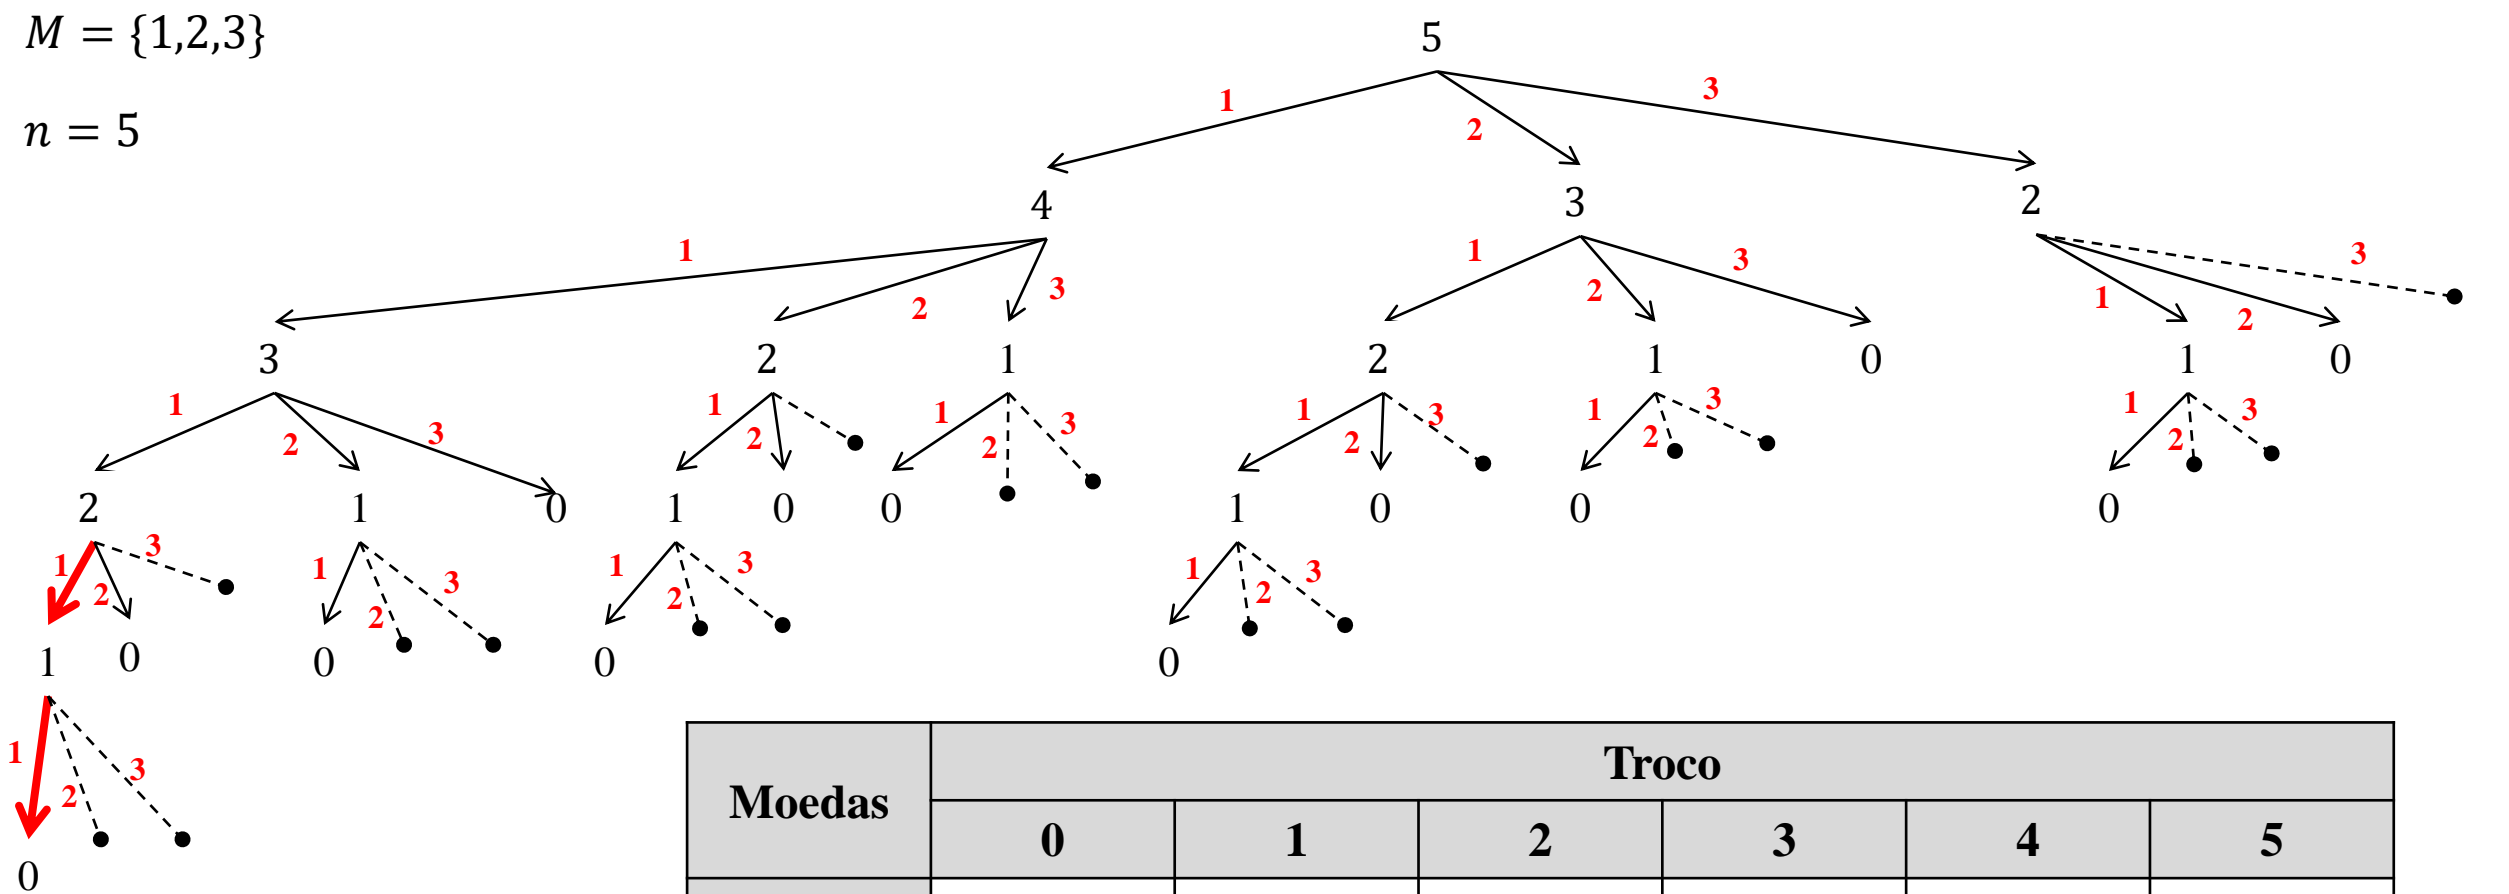 M = {1,2,3}
5
n = 5
1 3
2
4 3 2
1 1 3 3
2 3 2 1 2
3 2 1 2 1 0 1 0
1 2 3 1 2 1 2 3 1 2 3 1 2 3 1 2 3
2 1 0 1 0 0 1 0 0 0
1 2 3 1 2 3 1 2 3 1 2 3
1 0 0 0 0
1 2 3
Troco
Moedas
0 1 2 3 4 5
0